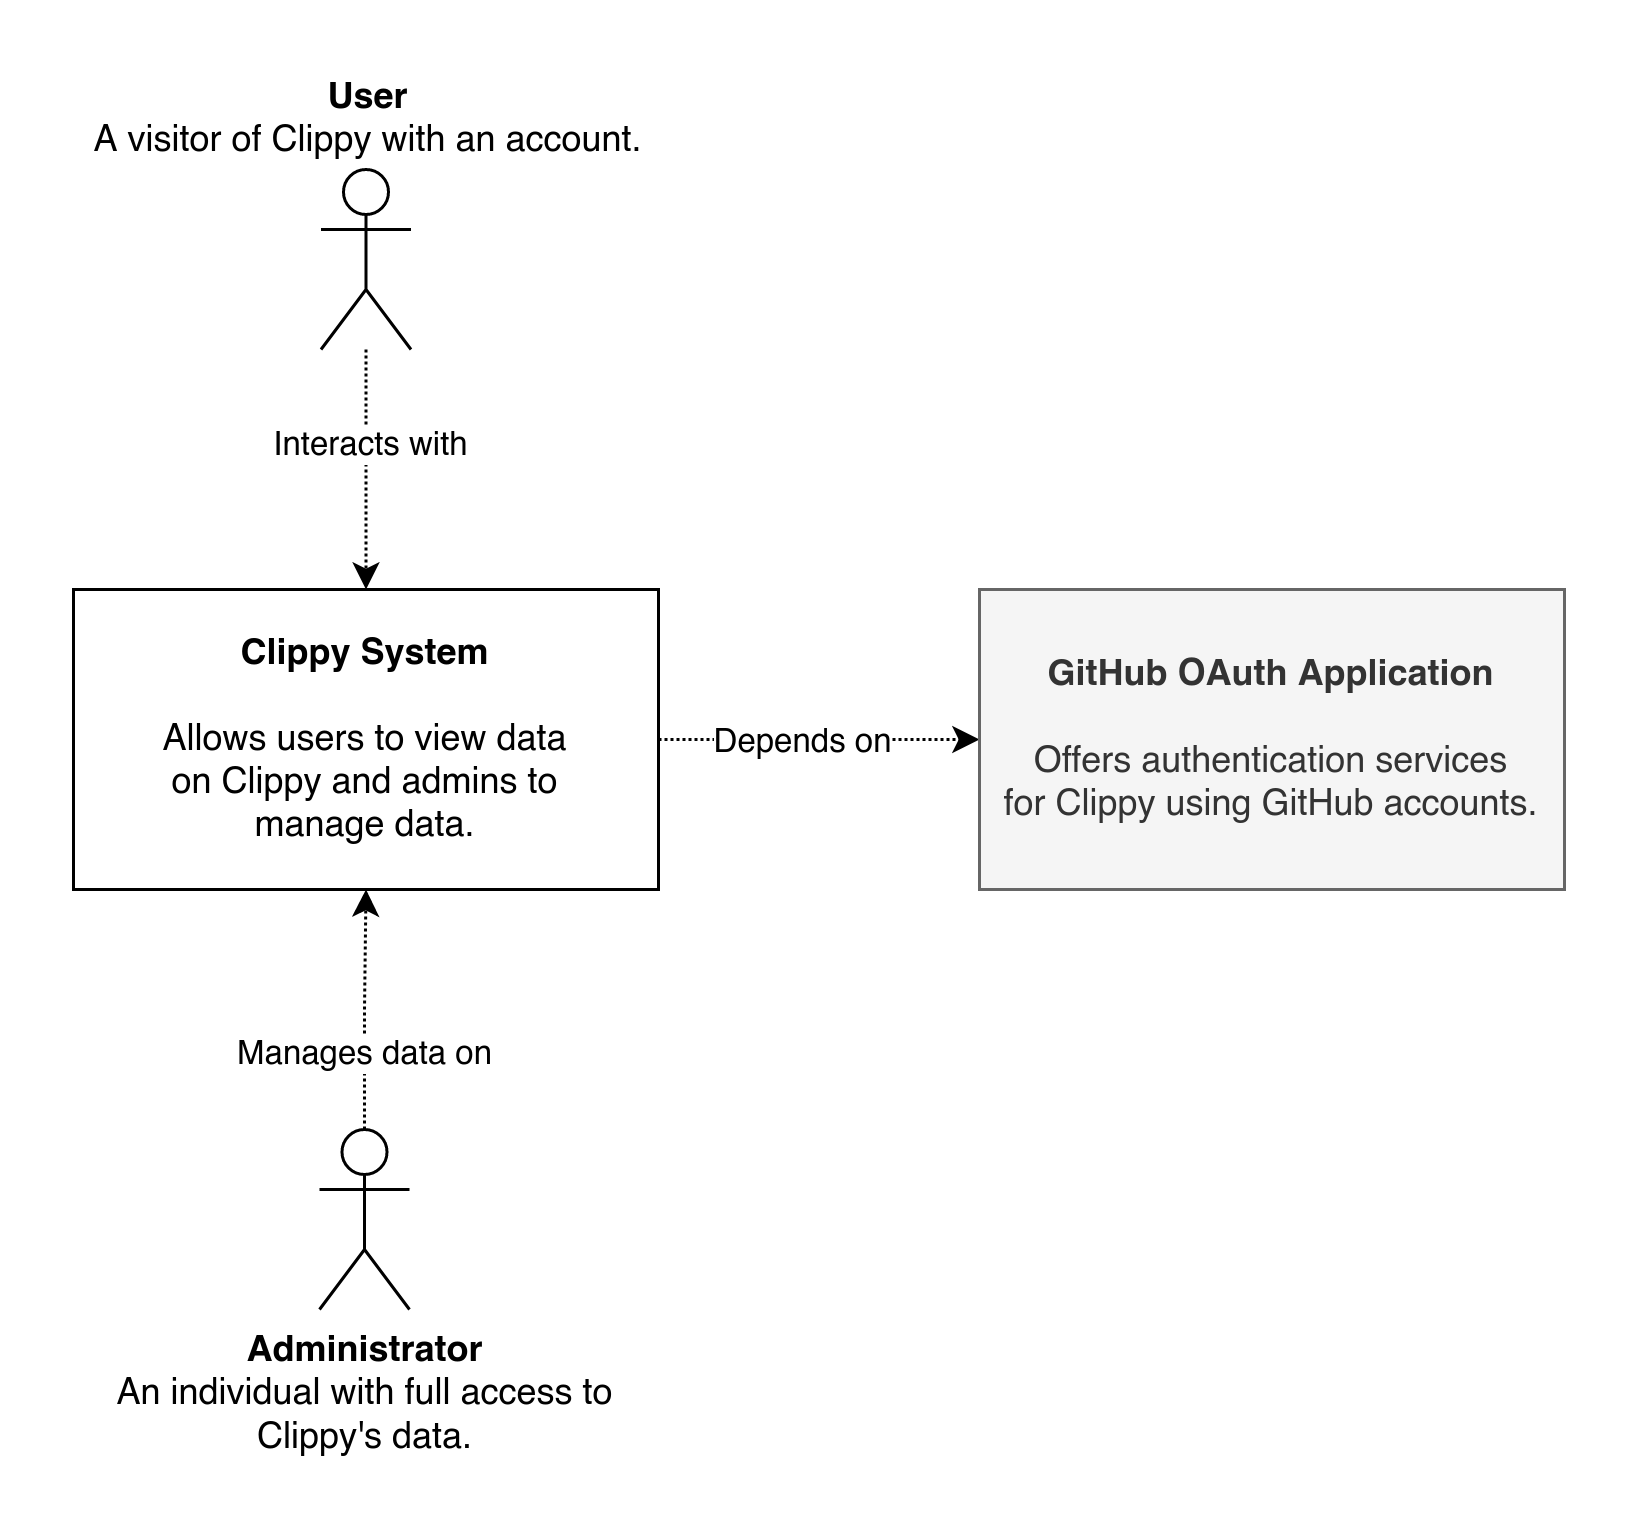 User
A visitor of Clippy with an account.
Interacts with
Clippy System
Allows users to view data
on Clippy and admins to
manage data.
Depends on
GitHub OAuth Application
Offers authentication services
for Clippy using GitHub accounts.
Manages data on
Administrator
An individual with full access to
Clippy's data.